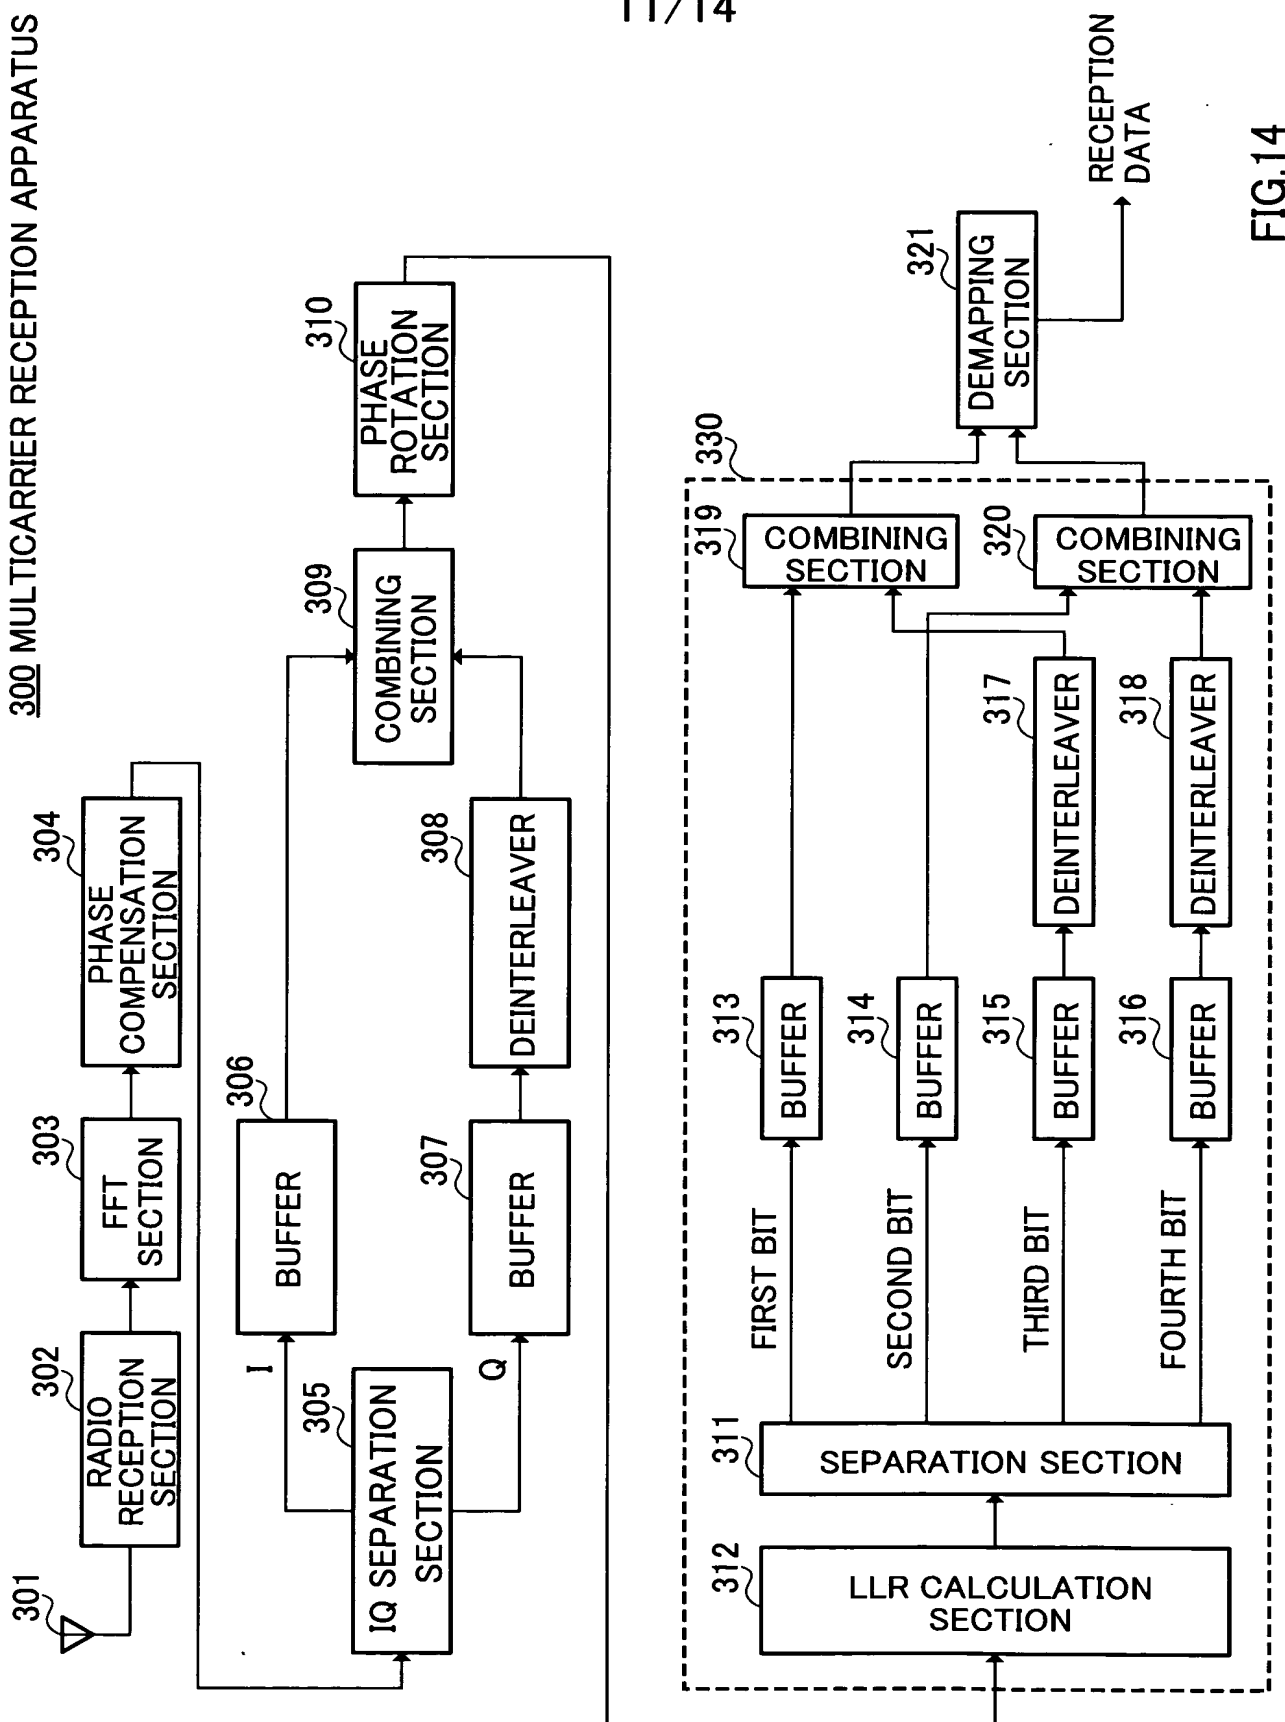 11/14
300 MULTICARRIER RECEPTION APPARATUS
301
302
RADIO
RECEPTION
SECTION
303
FFT
SECTION
304
PHASE
COMPENSATION
SECTION
305
IQ SEPARATION
SECTION
I
Q
306
BUFFER
307
BUFFER
308
DEINTERLEAVER
309
COMBINING
SECTION
310
PHASE
ROTATION
SECTION
312
LLR CALCULATION
SECTION
311
SEPARATION SECTION
FIRST BIT
SECOND BIT
THIRD BIT
FOURTH BIT
313
BUFFER
314
BUFFER
315
BUFFER
316
BUFFER
317
DEINTERLEAVER
318
DEINTERLEAVER
319
COMBINING
SECTION
320
COMBINING
SECTION
330
321
DEMAPPING
SECTION
RECEPTION
DATA
FIG.14